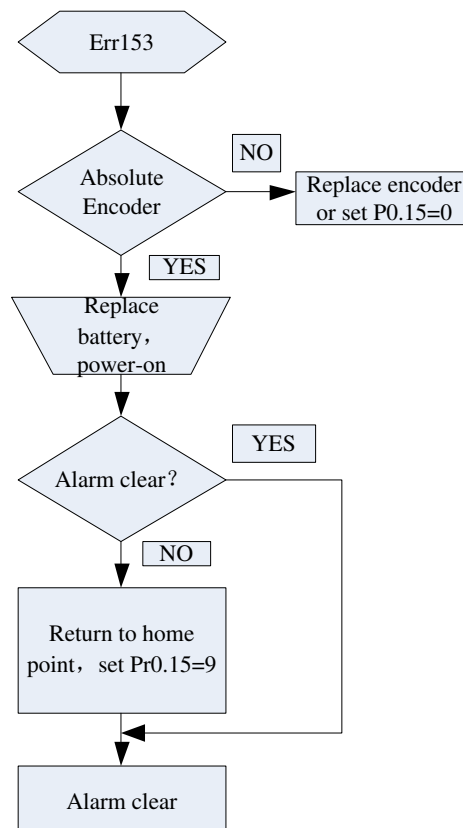 Err153
Absolute
Encoder
NO
Replace encoder
or set P0.15=0
YES
Replace
battery，
power-on
Alarm clear？
YES
NO
Return to home
point，set Pr0.15=9
Alarm clear